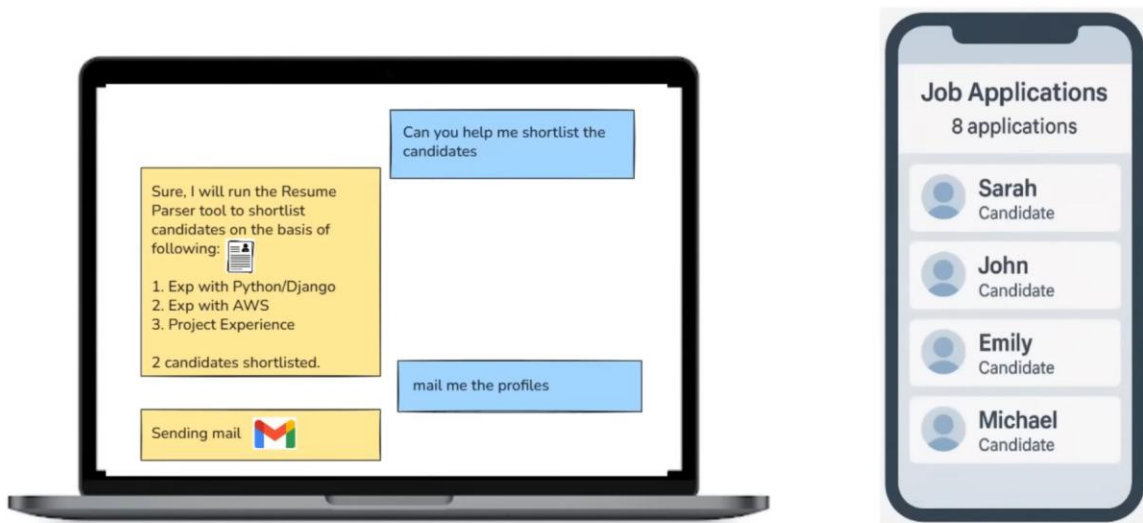 Can you help me shortlist the
candidates
Sure, I will run the Resume
Parser tool to shortlist
candidates on the basis of
following:
1. Exp with Python/Django
2. Exp with AWS
3. Project Experience
2 candidates shortlisted.
mail me the profiles
Sending mail
Job Applications
8 applications
Sarah
Candidate
John
Candidate
Emily
Candidate
Michael
Candidate